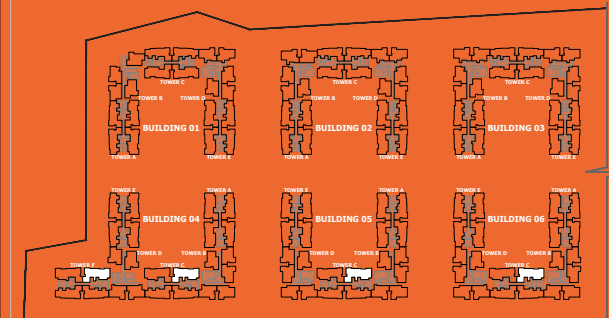 TOWER C TOWER C TOWER C
TOWER B TOWER D TOWER B TOWER D TOWER B TOWER D
BUILDING 01 BUILDING 02 BUILDING 03
TOWER A TOWER E TOWER A TOWER E TOWER A TOWER E
TOWER E TOWER A TOWER E TOWER A TOWER E TOWER A
BUILDING 04 BUILDING 05 BUILDING 06
TOWER D TOWER B TOWER D TOWER B TOWER D TOWER B
TOWER F TOWER C TOWER C TOWER C